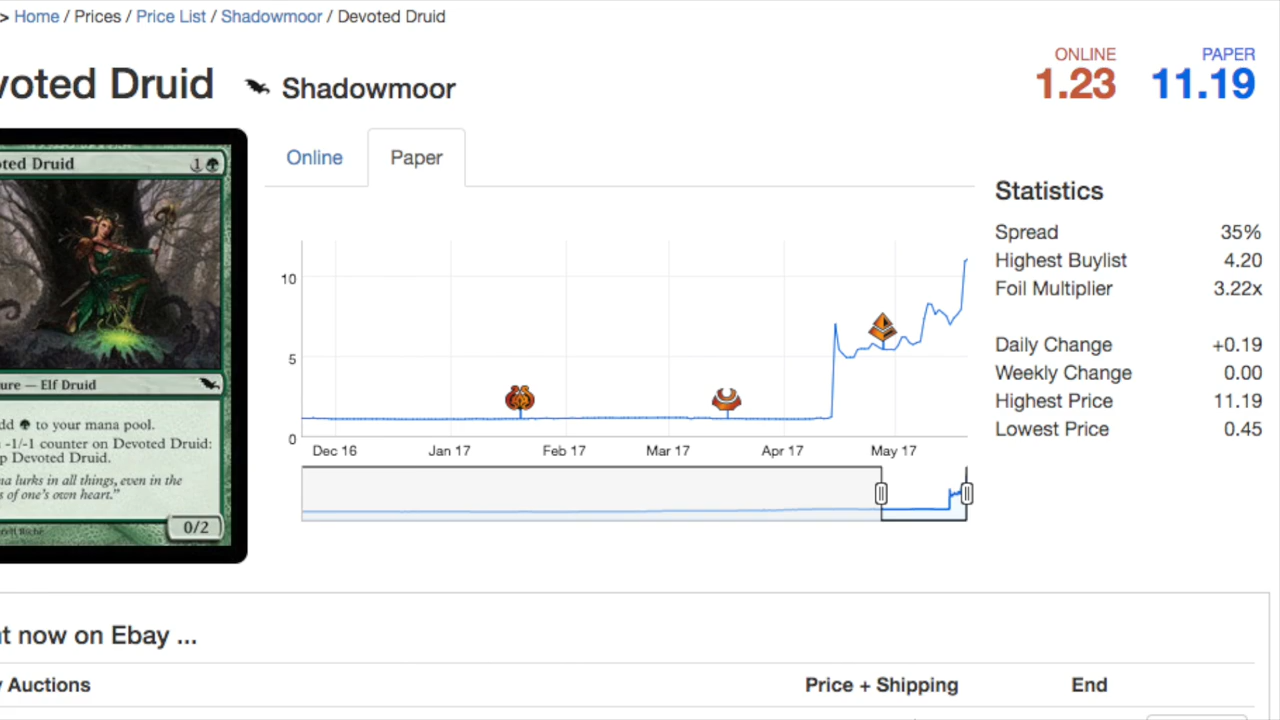 > Home / Prices / Price List / Shadowmoor / Devoted Druid
ONLINE PAPER
voted Druid Shadowmoor 1.23 11.19
Online Paper
oted Druid 1
Statistics
Spread 35%
Highest Buylist 4.20
Foil Multiplier 3.22x
Daily Change +0.19
Weekly Change 0.00
Highest Price 11.19
Lowest Price 0.45
10
5
0
Dec 16 Jan 17 Feb 17 Mar 17 Apr 17 May 17
ure — Elf Druid
dd to your mana pool.
-1/-1 counter on Devoted Druid:
p Devoted Druid.
na lurks in all things, even in the
s of one's own heart."
0/2
t now on Ebay ...
y Auctions Price + Shipping End